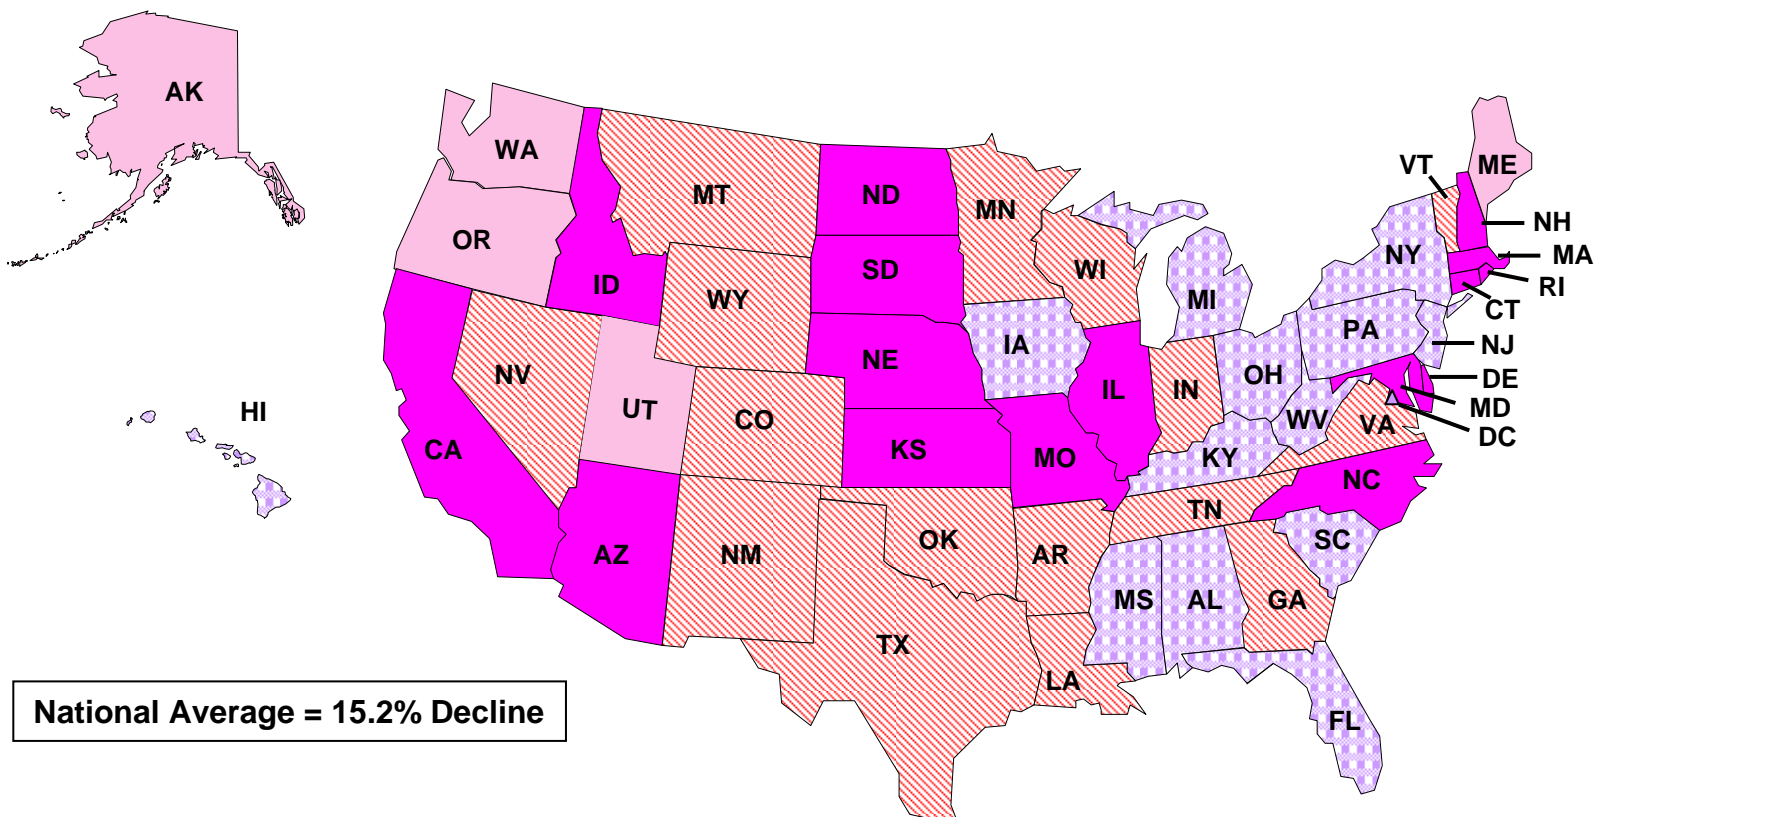 AK
WA
MT
ND
MN
VT
ME
OR
ID
WY
SD
WI
MI
NY
NH
MA
RI
CT
NV
UT
CO
NE
IA
IL
IN
OH
PA
NJ
DE
MD
DC
HI
CA
KS
MO
KY
WV
VA
AZ
NM
OK
AR
TN
NC
SC
MS
AL
GA
TX
LA
FL
National Average = 15.2% Decline